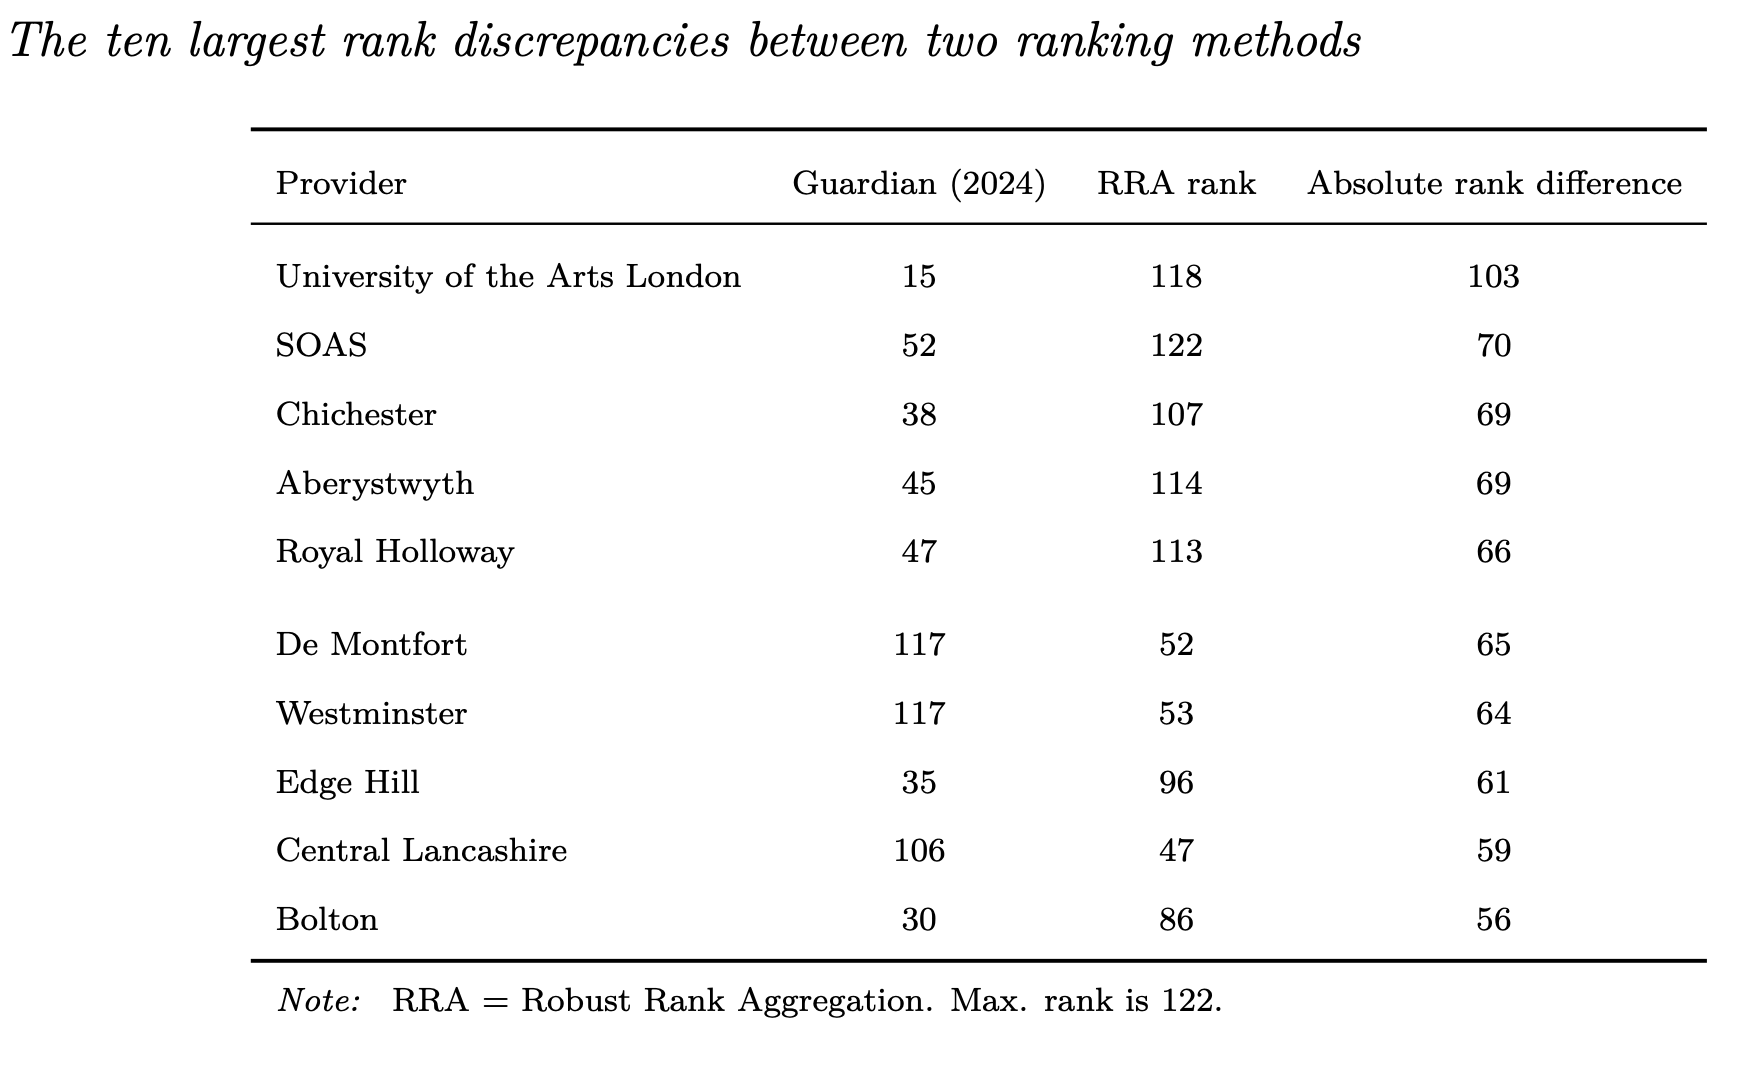 The ten largest rank discrepancies between two ranking methods
Provider Guardian (2024) RRA rank Absolute rank difference
University of the Arts London 15 118 103
SOAS 52 122 70
Chichester 38 107 69
Aberystwyth 45 114 69
Royal Holloway 47 113 66
De Montfort 117 52 65
Westminster 117 53 64
Edge Hill 35 96 61
Central Lancashire 106 47 59
Bolton 30 86 56
Note: RRA = Robust Rank Aggregation. Max. rank is 122.